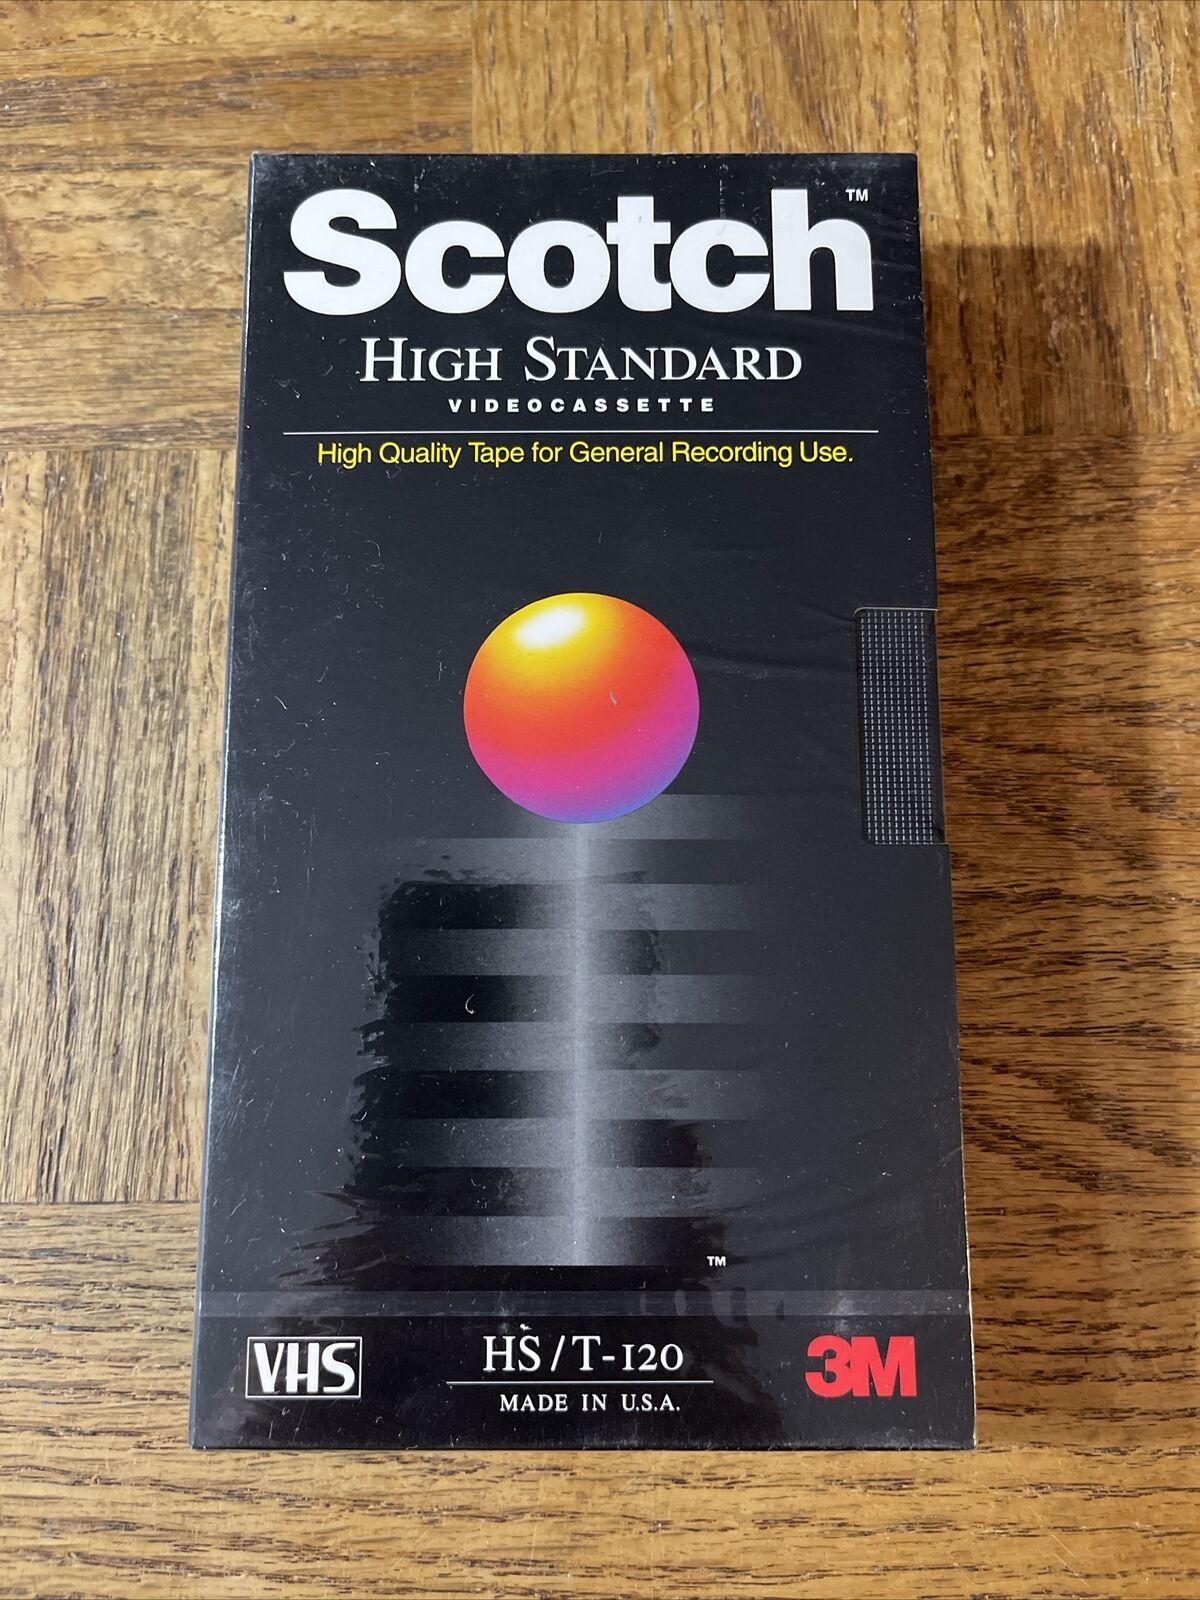 Scotch™
HIGH STANDARD
VIDEOCASSETTE
High Quality Tape for General Recording Use.
TM
VHS
HS/T-120
3M
MADE IN U.S.A.